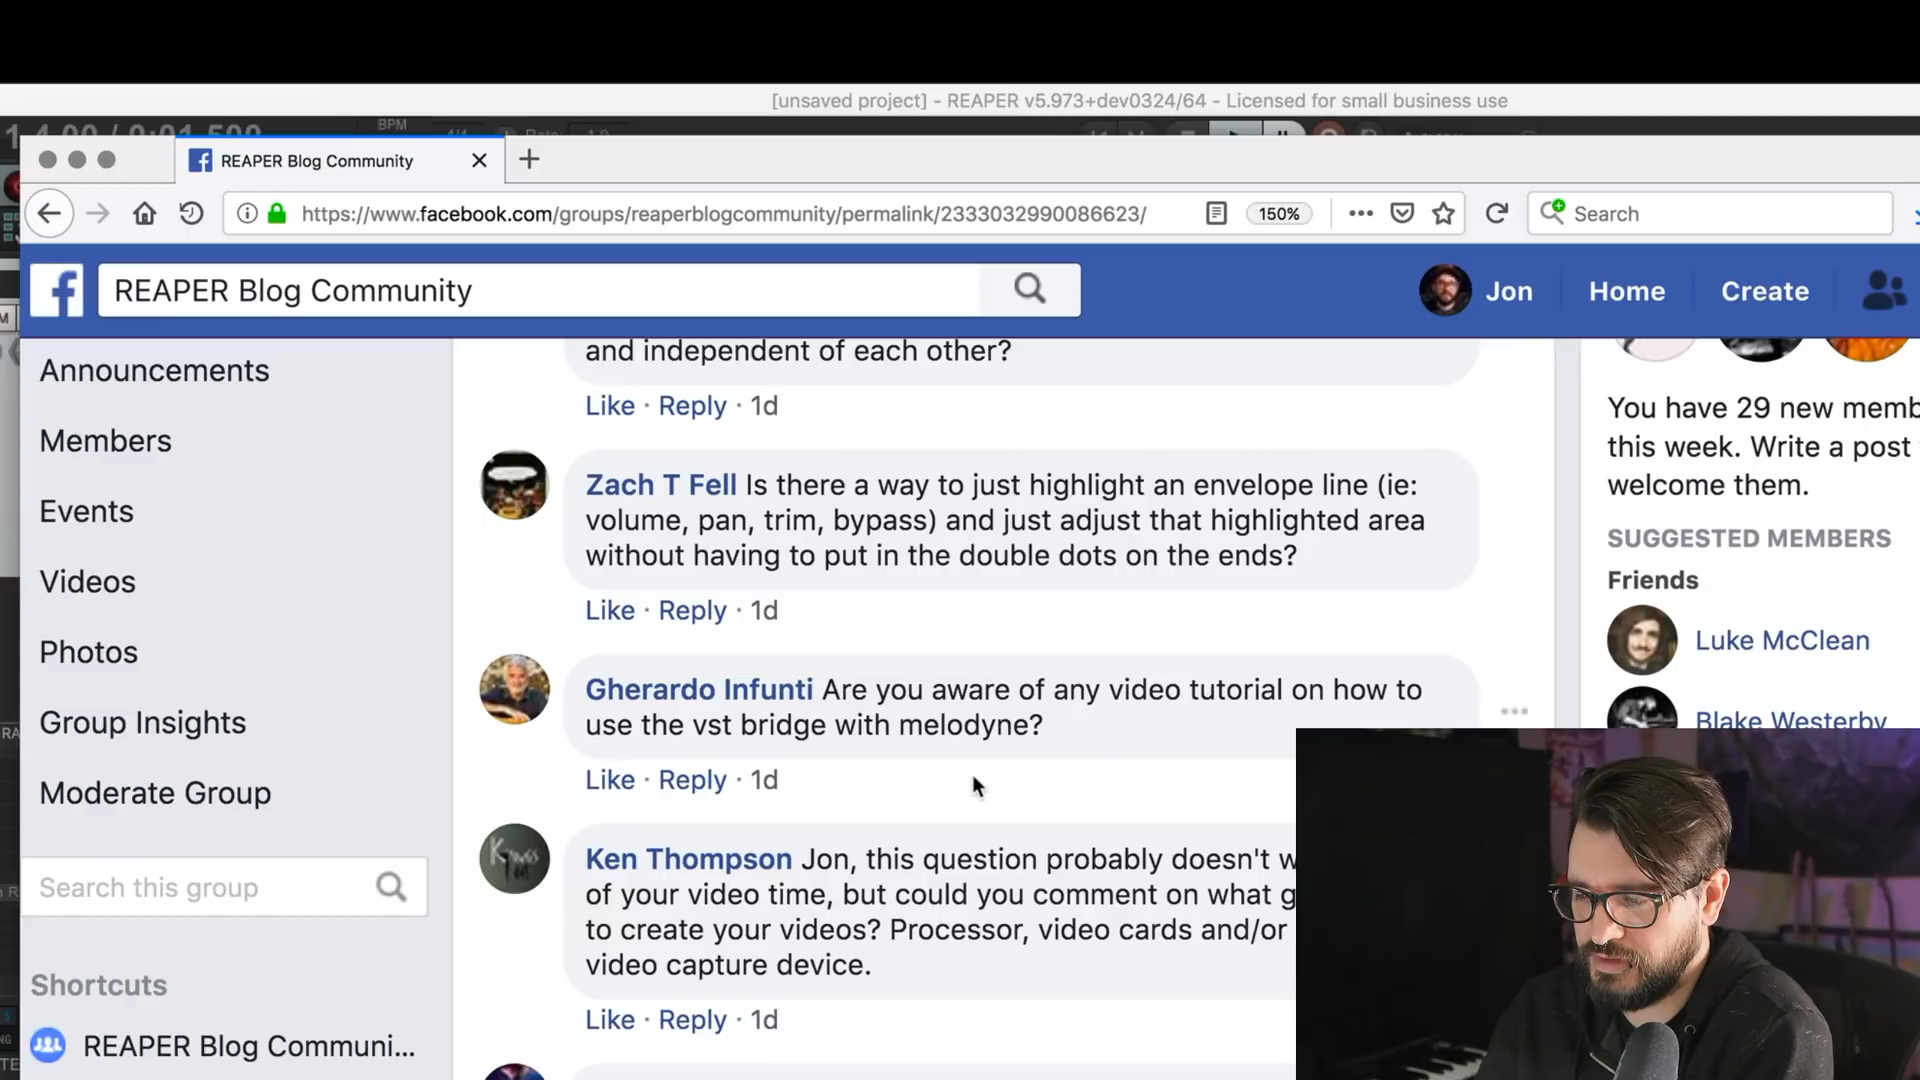 [unsaved project] - REAPER v5.973+dev0324/64 - Licensed for small business use
BPM
REAPER Blog Community
https://www.facebook.com/groups/reaperblogcommunity/permalink/2333032990086623/
150%
Search
REAPER Blog Community
Jon
Home
Create
Announcements
Members
Events
Videos
Photos
Group Insights
Moderate Group
Search this group
Shortcuts
REAPER Blog Communi...
and independent of each other?
Like · Reply · 1d
Zach T Fell Is there a way to just highlight an envelope line (ie:
volume, pan, trim, bypass) and just adjust that highlighted area
without having to put in the double dots on the ends?
Like · Reply · 1d
Gherardo Infunti Are you aware of any video tutorial on how to
use the vst bridge with melodyne?
Like · Reply · 1d
Ken Thompson Jon, this question probably doesn't w
of your video time, but could you comment on what g
to create your videos? Processor, video cards and/or
video capture device.
Like · Reply · 1d
You have 29 new memb
this week. Write a post
welcome them.
SUGGESTED MEMBERS
Friends
Luke McClean
Blake Westerby